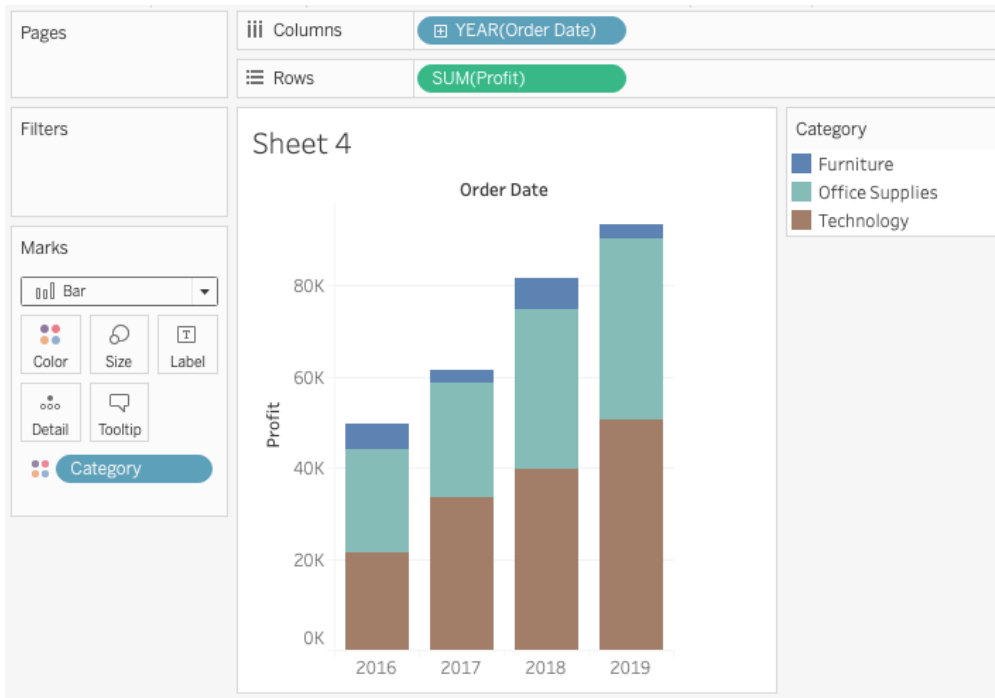 Pages
Columns
YEAR(Order Date)
Rows
SUM(Profit)
Filters
Marks
Bar
Color
Size
T
Label
Detail
Tooltip
Category
Sheet 4
Order Date
Profit
80K
60K
40K
20K
0K
2016
2017
2018
2019
Category
Furniture
Office Supplies
Technology